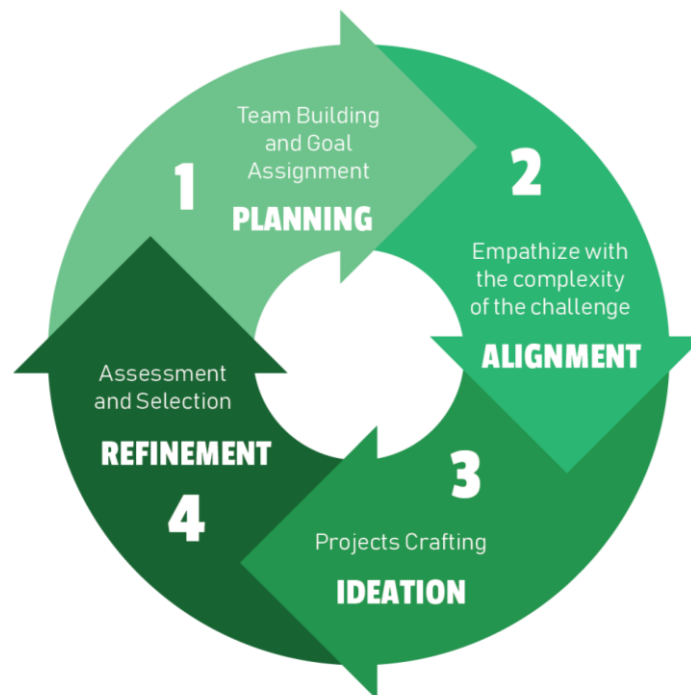 1
Team Building
and Goal
Assignment
PLANNING
2
Empathize with
the complexity
of the challenge
ALIGNMENT
3
Projects Crafting
IDEATION
Assessment
and Selection
REFINEMENT
4